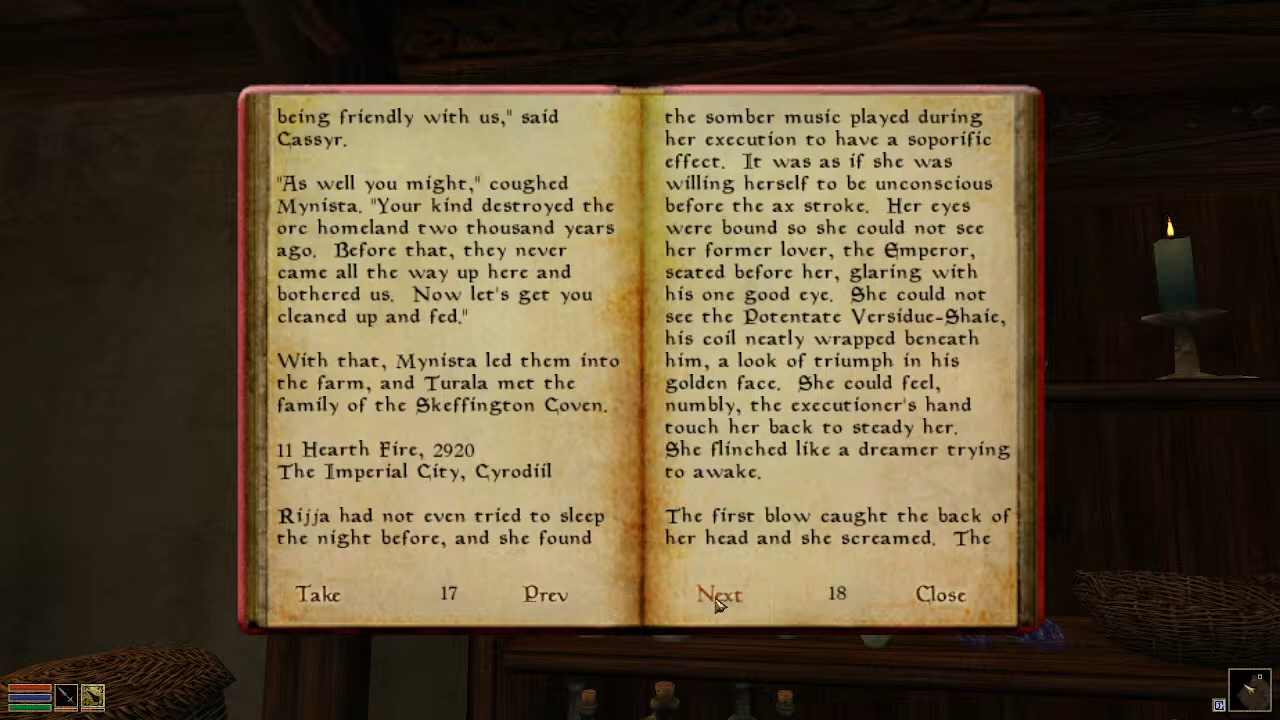 being friendly with us," said
Cassyr.
"As well you might," coughed
Mynista. "Your kind destroyed the
orc homeland two thousand years
ago. Before that, they never
came all the way up here and
bothered us. Now let's get you
cleaned up and fed."
With that, Mynista led them into
the farm, and Turala met the
family of the Skeffington Coven.
11 Hearth Fire, 2920
The Imperial City, Cyrodiil
Rijja had not even tried to sleep
the night before, and she found
Take 17 Prev
the somber music played during
her execution to have a soporific
effect. It was as if she was
willing herself to be unconscious
before the ax stroke. Her eyes
were bound so she could not see
her former lover, the Emperor,
seated before her, glaring with
his one good eye. She could not
see the Potentate Versidue-Shaie,
his coil neatly wrapped beneath
him, a look of triumph in his
golden face. She could feel,
numbly, the executioner's hand
touch her back to steady her.
She flinched like a dreamer trying
to awake.
The first blow caught the back of
her head and she screamed. The
Next 18 Close